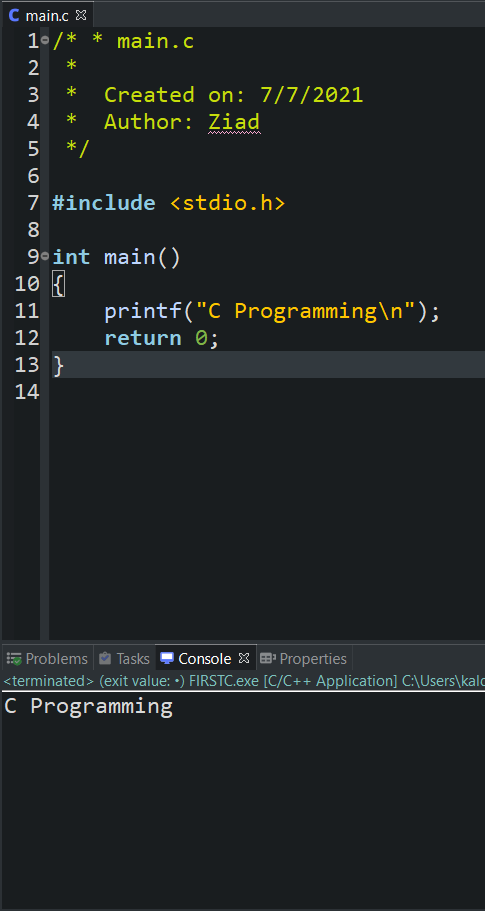 C main.c
1 /* * main.c
2 *
3 * Created on: 7/7/2021
4 * Author: Ziad
5 */
6
7 #include <stdio.h>
8
9 int main()
10 {
11 printf("C Programming\n");
12 return 0;
13 }
14
Problems Tasks Console Properties
<terminated> (exit value: •) FIRSTC.exe [C/C++ Application] C:\Users\kalc
C Programming